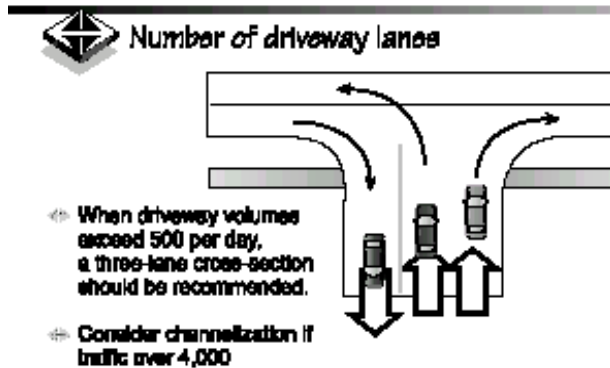 Number of driveway lanes
When driveway volumes
exceed 500 per day,
a three-lane cross-section
should be recommended.
Consider channelization if
traffic over 4,000